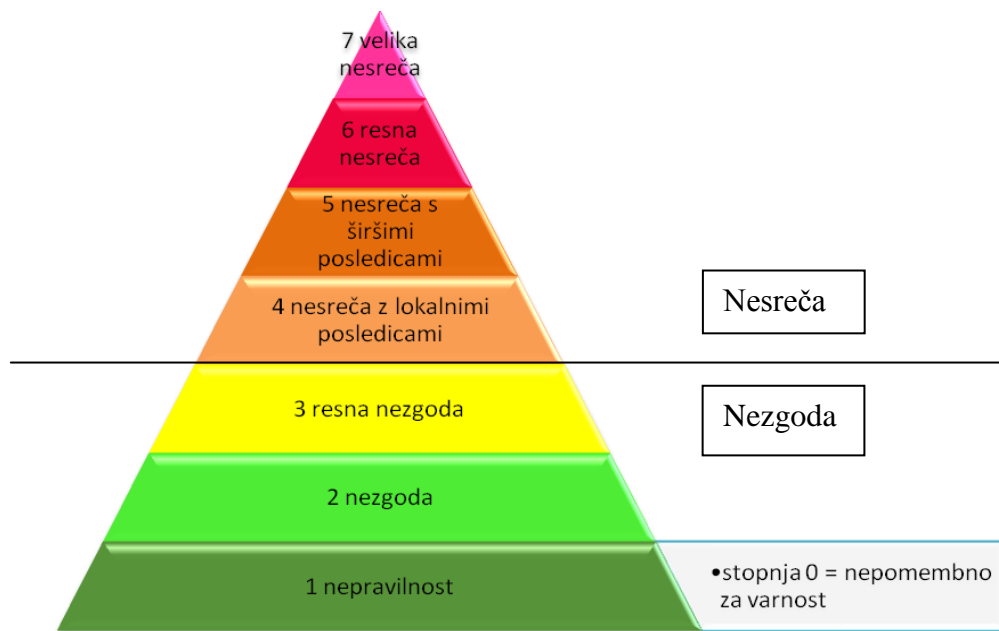 7 velika
nesreča
6 resna
nesreča
5 nesreča s
širšimi
posledicami
4 nesreča z lokalnimi
posledicami
Nesreča
3 resna nezgoda
Nezgoda
2 nezgoda
1 nepravilnost
•stopnja 0 = nepomembno
za varnost